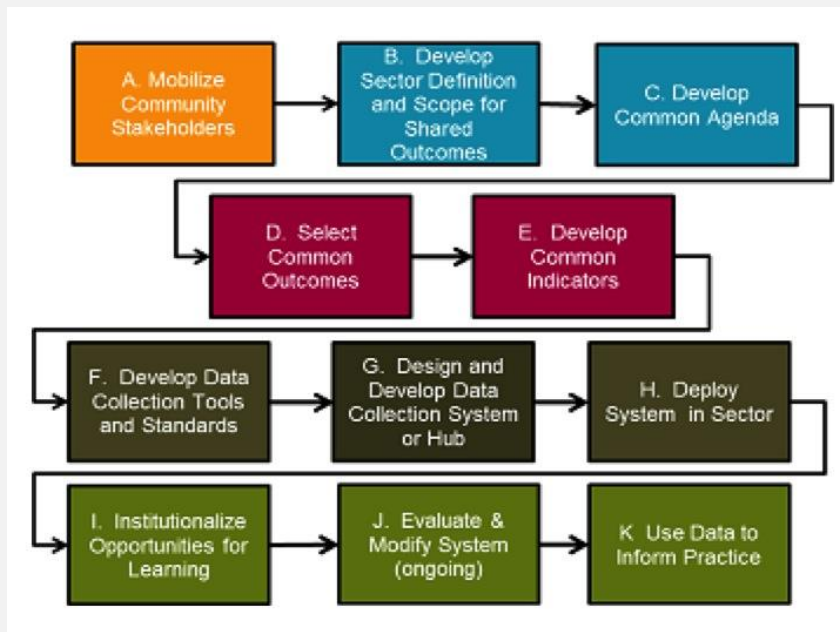 A. Mobilize
Community
Stakeholders
B. Develop
Sector Definition
and Scope for
Shared
Outcomes
C. Develop
Common Agenda
D. Select
Common
Outcomes
E. Develop
Common
Indicators
F. Develop Data
Collection Tools
and Standards
G. Design and
Develop Data
Collection System
or Hub
H. Deploy
System in Sector
I. Institutionalize
Opportunities for
Learning
J. Evaluate &
Modify System
(ongoing)
K Use Data to
Inform Practice